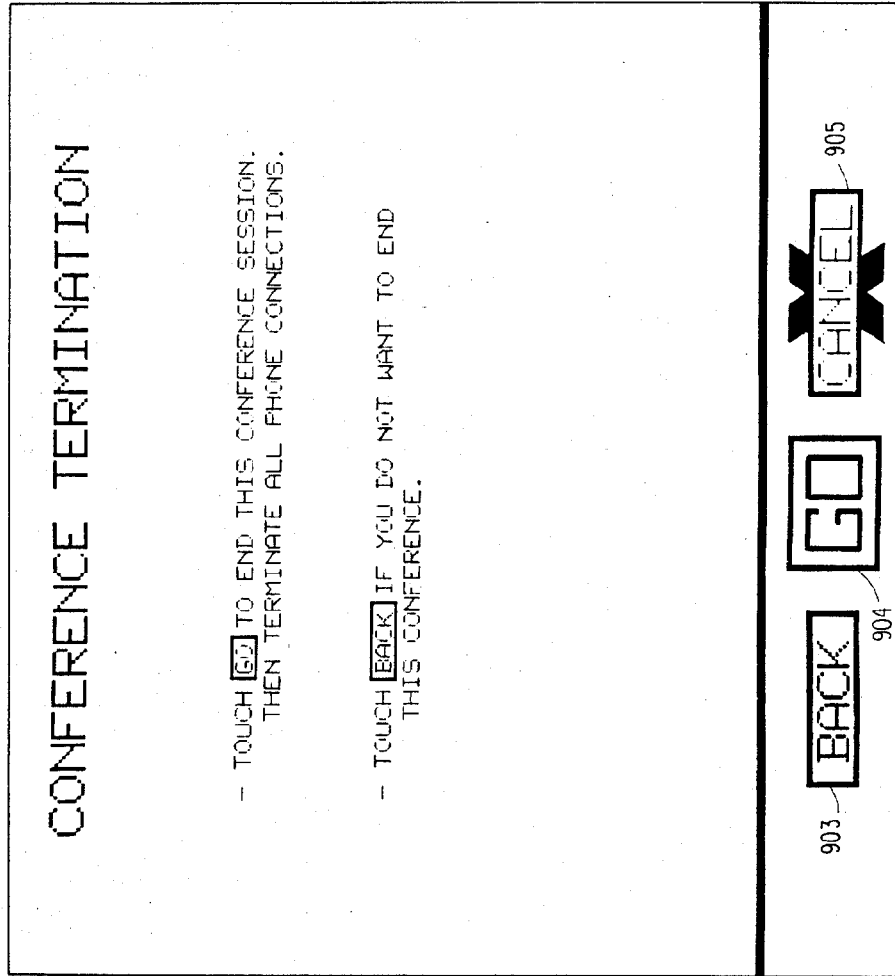 CONFERENCE TERMINATION
- TOUCH GO TO END THIS CONFERENCE SESSION.
THEN TERMINATE ALL PHONE CONNECTIONS.
- TOUCH BACK IF YOU DO NOT WANT TO END
THIS CONFERENCE.
BACK GO CANCEL
903 904 905